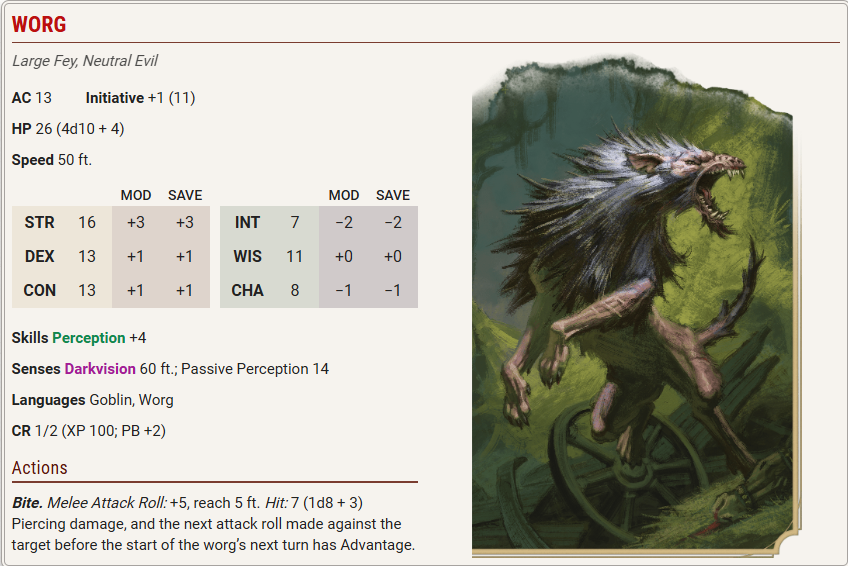 WORG
Large Fey, Neutral Evil
AC 13 Initiative +1 (11)
HP 26 (4d10 + 4)
Speed 50 ft.
MOD SAVE MOD SAVE
STR 16 +3 +3 INT 7 −2 −2
DEX 13 +1 +1 WIS 11 +0 +0
CON 13 +1 +1 CHA 8 −1 −1
Skills Perception +4
Senses Darkvision 60 ft.; Passive Perception 14
Languages Goblin, Worg
CR 1/2 (XP 100; PB +2)
Actions
Bite. Melee Attack Roll: +5, reach 5 ft. Hit: 7 (1d8 + 3)
Piercing damage, and the next attack roll made against the
target before the start of the worg’s next turn has Advantage.